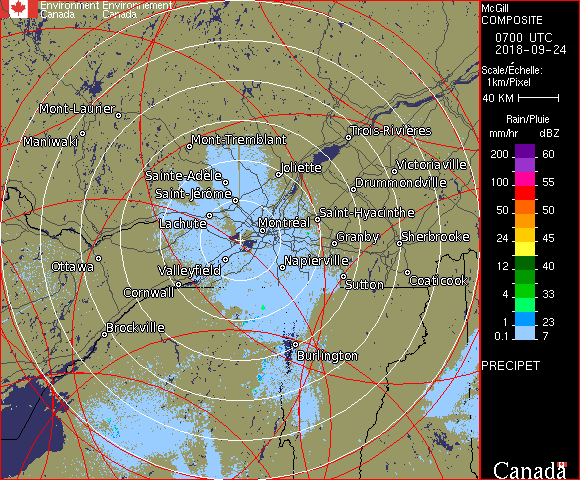 Environment Environnement
Canada Canada
McGill
COMPOSITE
0700 UTC
2018-09-24
Scale/Échelle:
1km/Pixel
40 KM
Rain/Pluie
mm/hr dBZ
200 60
100 55
50 50
24 45
12 40
4 33
1 23
0.1 7
PRECIPET
Canada
Mont-Laurier
Maniwaki
Mont-Tremblant
Trois-Rivières
Sainte-Adèle
Joliette
Victoriaville
Saint-Jérôme
Drummondville
Lachute
Montréal
Saint-Hyacinthe
Granby
Sherbrooke
Ottawa
Valleyfield
Napierville
Cornwall
Sutton
Coaticook
Brockville
Burlington